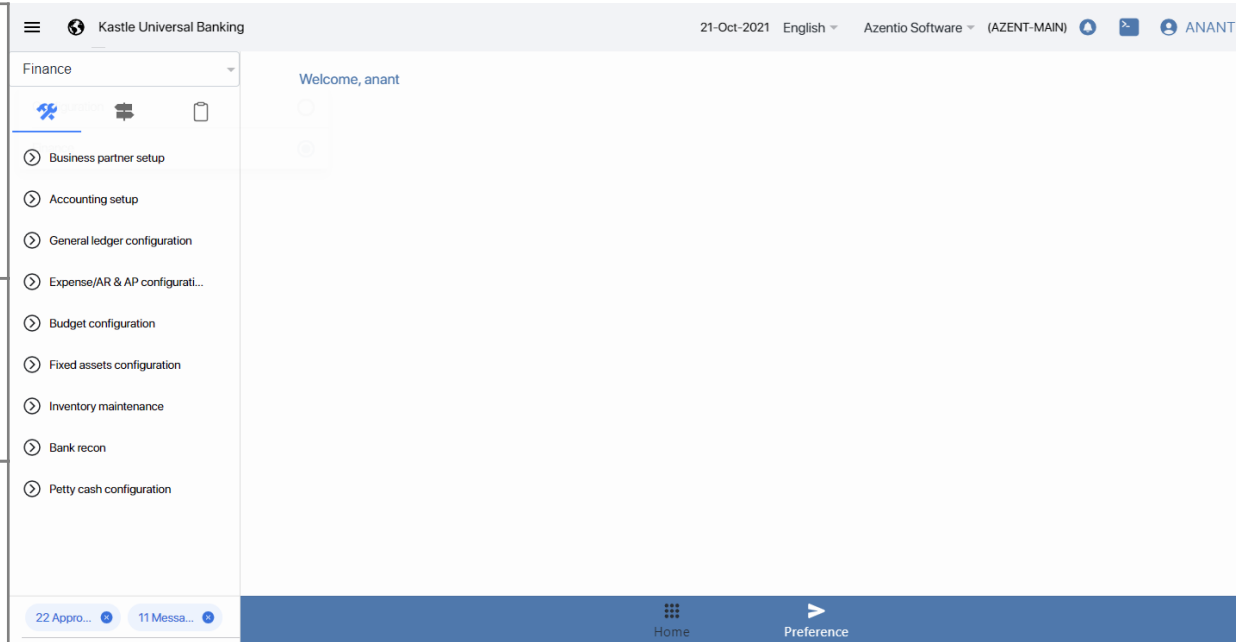 Kastle Universal Banking 21-Oct-2021 English Azentio Software (AZENT-MAIN) ANANT
Finance
Welcome, anant
Business partner setup
Accounting setup
General ledger configuration
Expense/AR & AP configurati...
Budget configuration
Fixed assets configuration
Inventory maintenance
Bank recon
Petty cash configuration
22 Appro... 11 Messa...
Home Preference